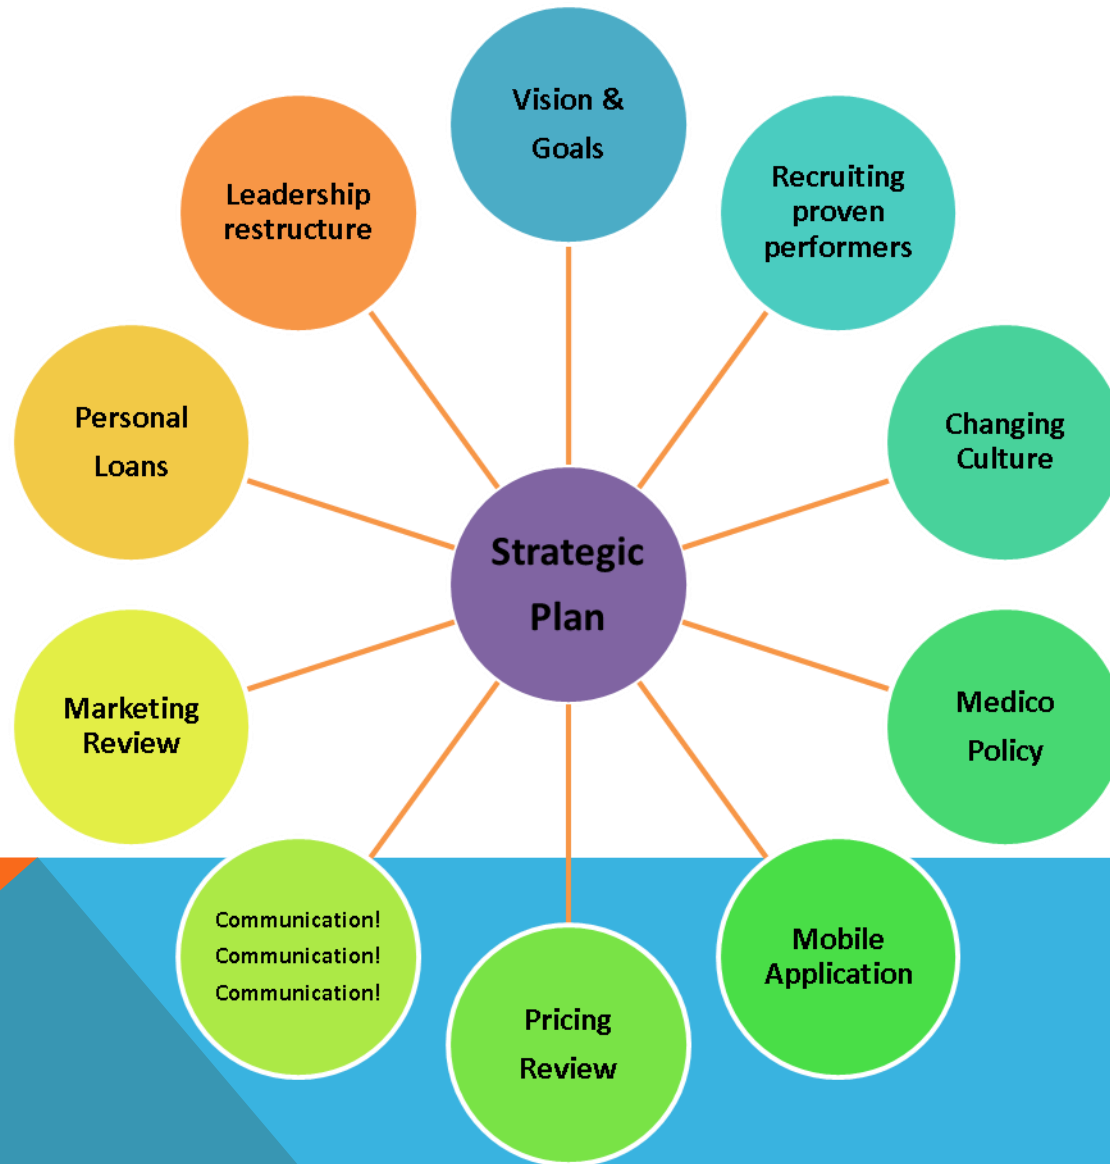 Vision &
Goals
Recruiting
proven
performers
Changing
Culture
Medico
Policy
Mobile
Application
Pricing
Review
Communication!
Communication!
Communication!
Marketing
Review
Personal
Loans
Leadership
restructure
Strategic
Plan